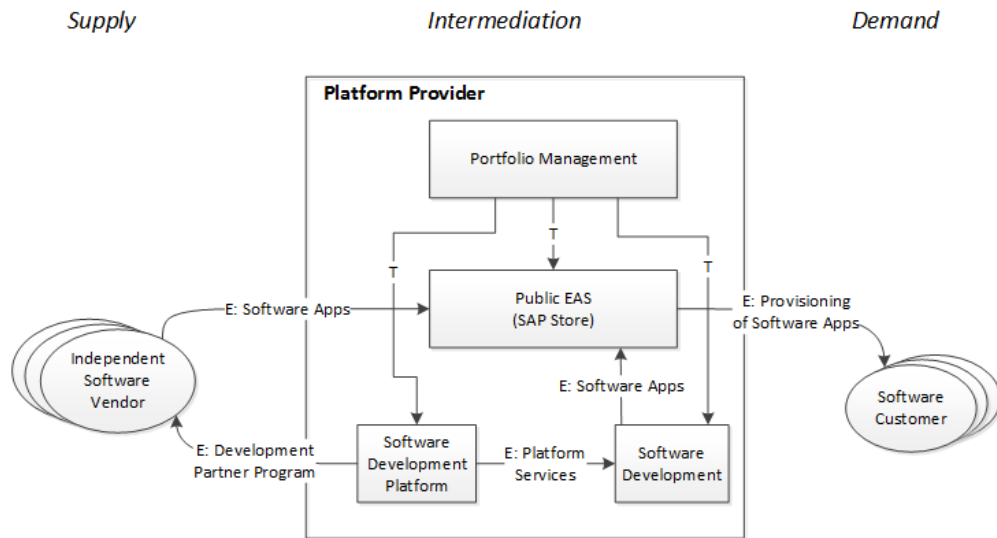 Supply
Intermediation
Demand
Platform Provider
Portfolio Management
T
T
T
Public EAS
(SAP Store)
E: Software Apps
E: Provisioning
of Software Apps
Independent
Software
Vendor
E: Software Apps
Software
Customer
E: Development
Partner Program
Software
Development
Platform
E: Platform
Services
Software
Development